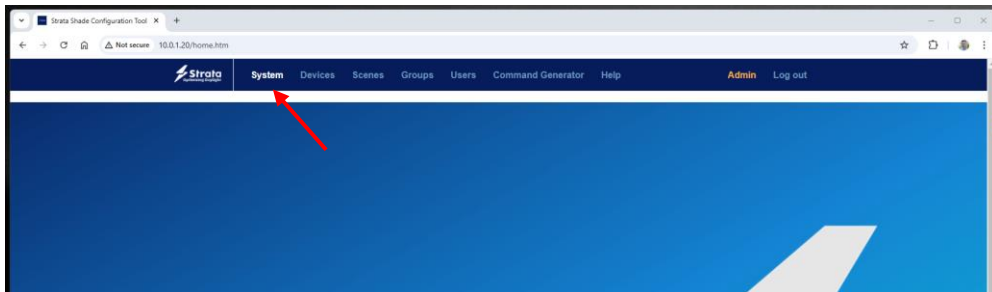 Strata Shade Configuration Tool
Not secure 10.0.1.20/home.htm
Strata System Devices Scenes Groups Users Command Generator Help Admin Log out